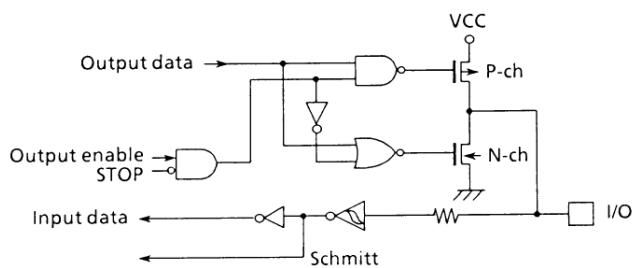 VCC
Output data
P-ch
Output enable
STOP
N-ch
Input data
I/O
Schmitt